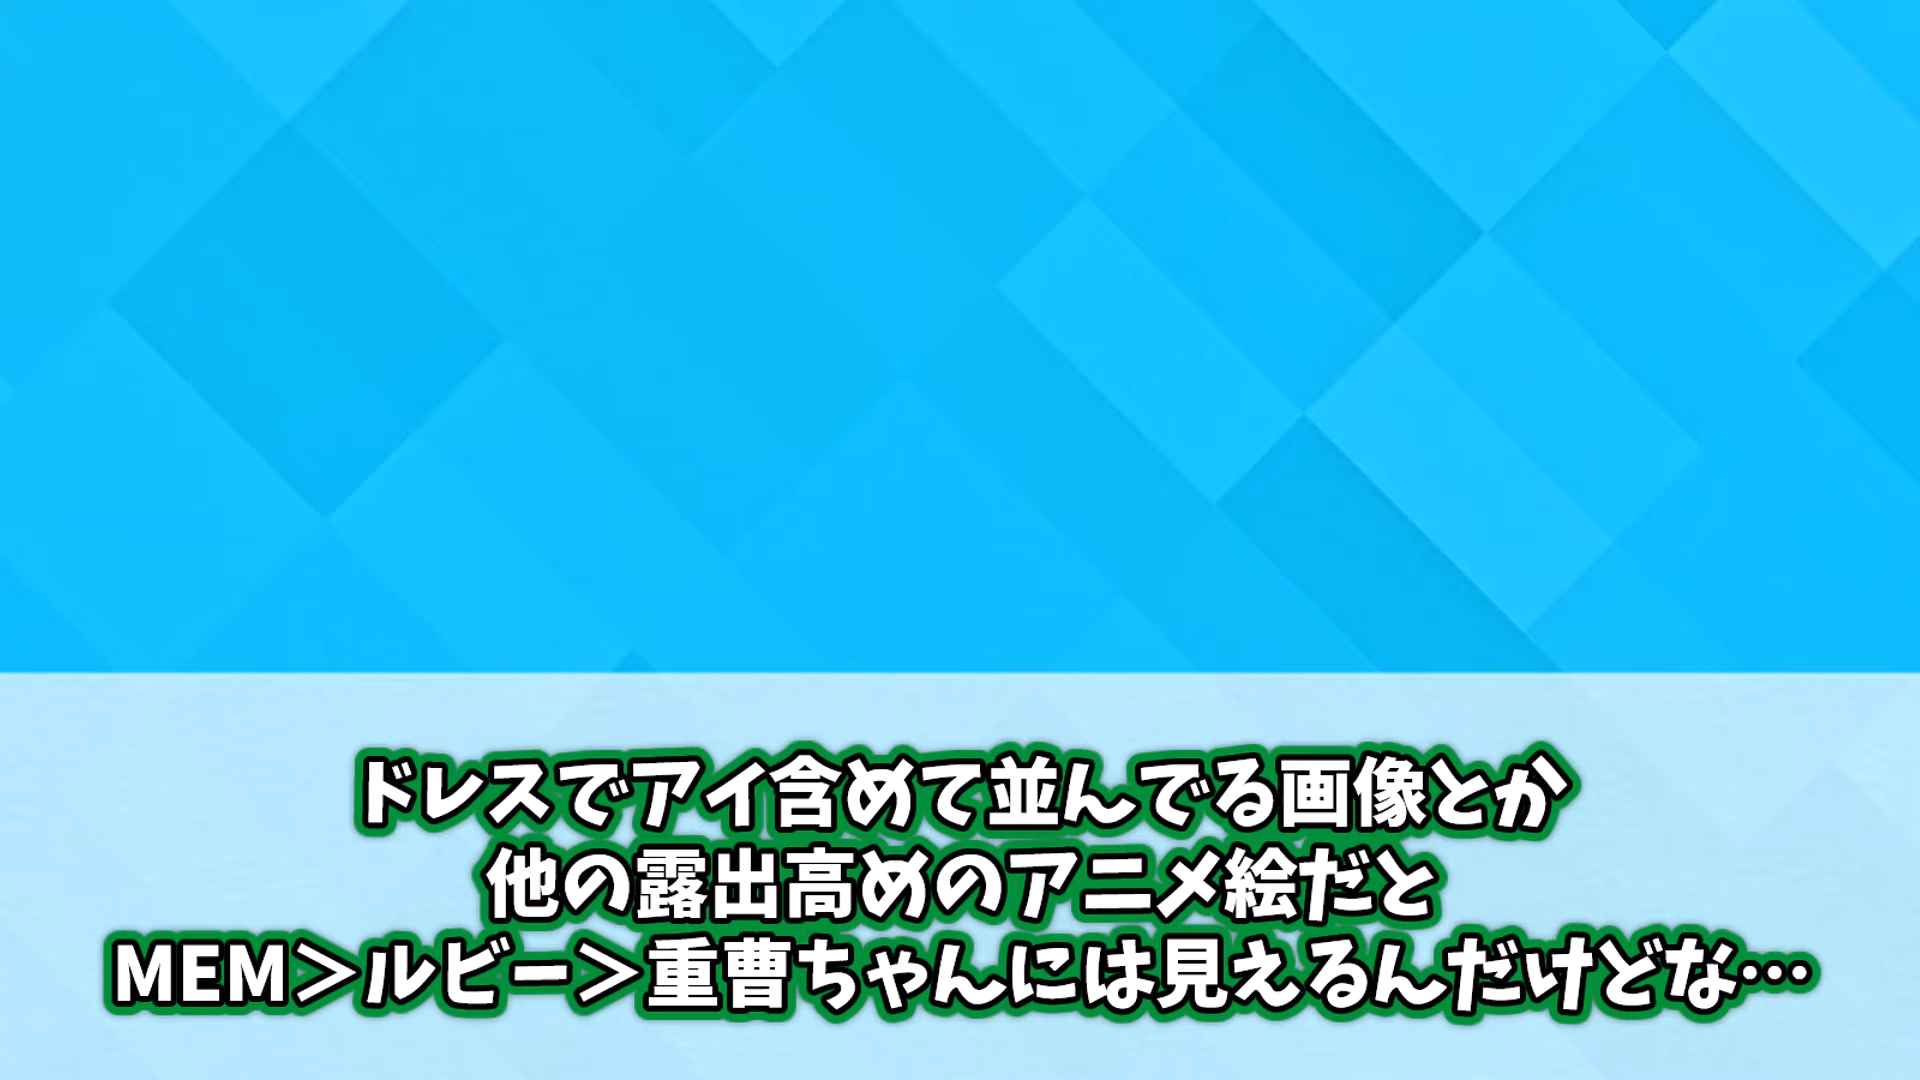 ドレスでアイ含めて並んでる画像とか
他の露出高めのアニメ絵だと
MEM＞ルビー＞重曹ちゃんには見えるんだけどな…